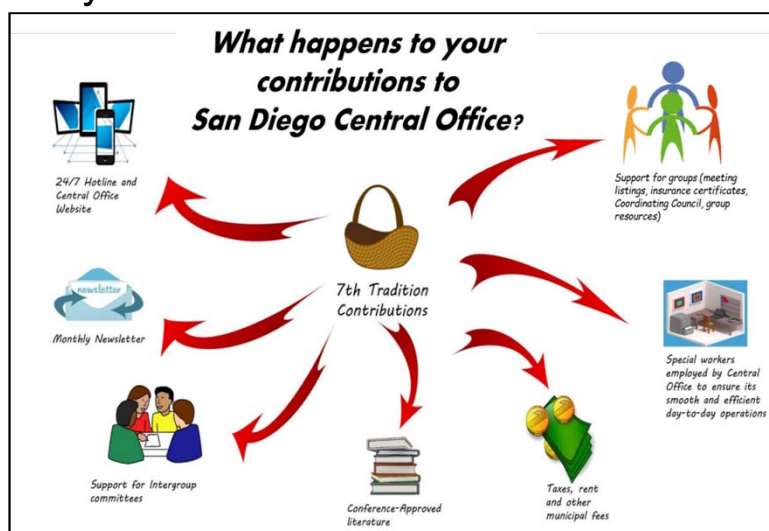 What happens to your
contributions to
San Diego Central Office?
24/7 Hotline and
Central Office
Website
Support for groups (meeting
listings, insurance certificates,
Coordinating Council, group
resources)
7th Tradition
Contributions
newsletter
Monthly Newsletter
Special workers
employed by Central
Office to ensure its
smooth and efficient
day-to-day operations
Support for Intergroup
committees
Conference-Approved
literature
Taxes, rent
and other
municipal fees